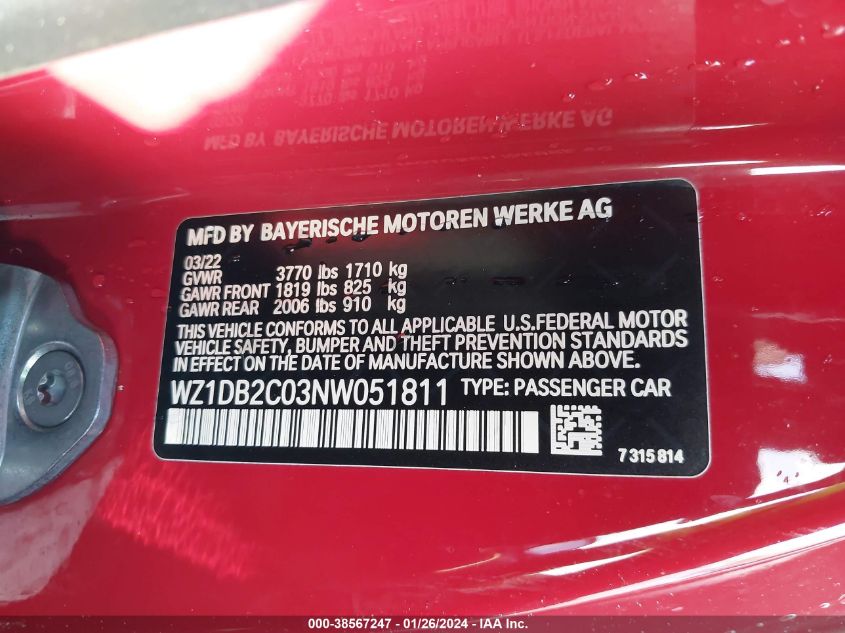 MFD BY BAYERISCHE MOTOREN WERKE AG
03/22
GVWR 3770 lbs 1710 kg
GAWR FRONT 1819 lbs 825 kg
GAWR REAR 2006 lbs 910 kg
THIS VEHICLE CONFORMS TO ALL APPLICABLE U.S.FEDERAL MOTOR
VEHICLE SAFETY, BUMPER AND THEFT PREVENTION STANDARDS
IN EFFECT ON THE DATE OF MANUFACTURE SHOWN ABOVE.
WZ1DB2C03NW051811 TYPE: PASSENGER CAR
7 315 814
000-38567247 - 01/26/2024 - IAA Inc.